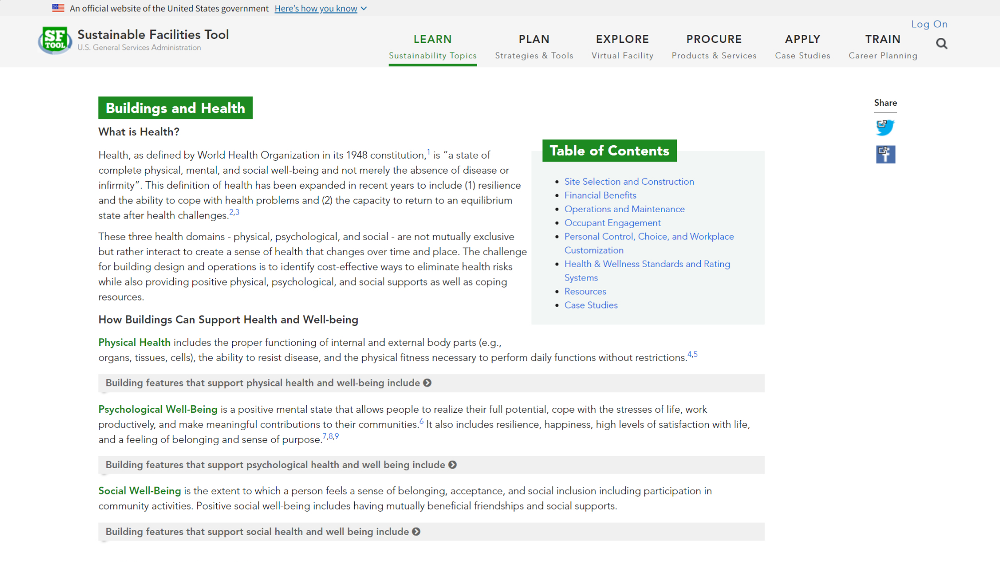 An official website of the United States government Here's how you know
SF
TOOL
Sustainable Facilities Tool
U.S. General Services Administration
Log On
LEARN
Sustainability Topics
PLAN
Strategies & Tools
EXPLORE
Virtual Facility
PROCURE
Products & Services
APPLY
Case Studies
TRAIN
Career Planning
Buildings and Health
What is Health?
Health, as defined by World Health Organization in its 1948 constitution,1 is “a state of
complete physical, mental, and social well-being and not merely the absence of disease or
infirmity”. This definition of health has been expanded in recent years to include (1) resilience
and the ability to cope with health problems and (2) the capacity to return to an equilibrium
state after health challenges.2,3
These three health domains - physical, psychological, and social - are not mutually exclusive
but rather interact to create a sense of health that changes over time and place. The challenge
for building design and operations is to identify cost-effective ways to eliminate health risks
while also providing positive physical, psychological, and social supports as well as coping
resources.
Table of Contents
Site Selection and Construction
Financial Benefits
Operations and Maintenance
Occupant Engagement
Personal Control, Choice, and Workplace
Customization
Health & Wellness Standards and Rating
Systems
Resources
Case Studies
Share
How Buildings Can Support Health and Well-being
Physical Health includes the proper functioning of internal and external body parts (e.g.,
organs, tissues, cells), the ability to resist disease, and the physical fitness necessary to perform daily functions without restrictions.4,5
Building features that support physical health and well-being include
Psychological Well-Being is a positive mental state that allows people to realize their full potential, cope with the stresses of life, work
productively, and make meaningful contributions to their communities.6 It also includes resilience, happiness, high levels of satisfaction with life,
and a feeling of belonging and sense of purpose.7,8,9
Building features that support psychological health and well being include
Social Well-Being is the extent to which a person feels a sense of belonging, acceptance, and social inclusion including participation in
community activities. Positive social well-being includes having mutually beneficial friendships and social supports.
Building features that support social health and well being include